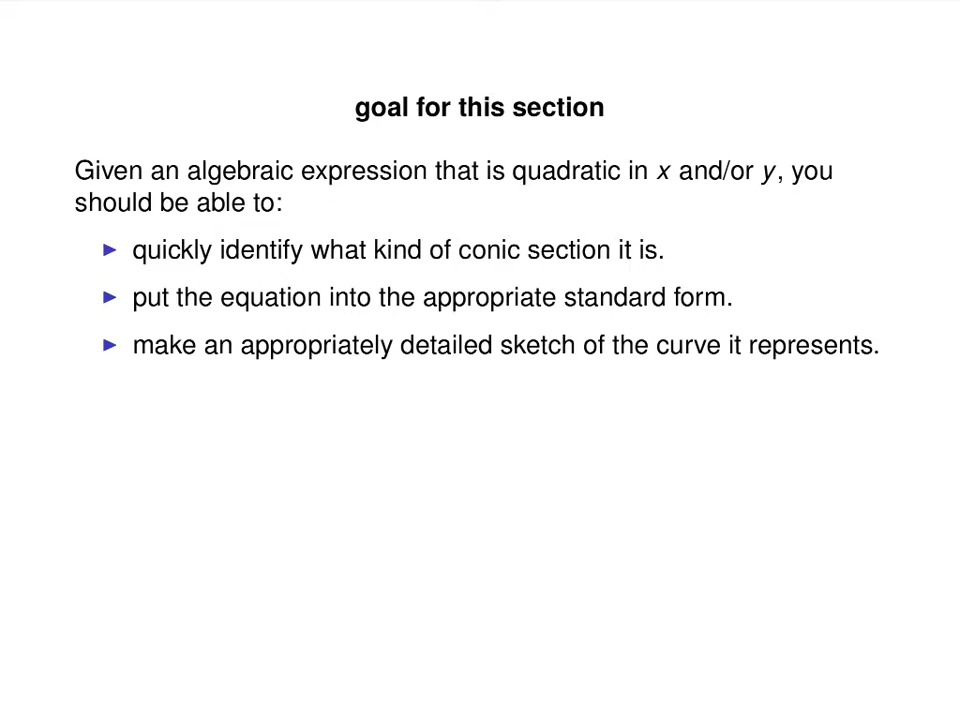 goal for this section
Given an algebraic expression that is quadratic in x and/or y, you
should be able to:
▶ quickly identify what kind of conic section it is.
▶ put the equation into the appropriate standard form.
▶ make an appropriately detailed sketch of the curve it represents.